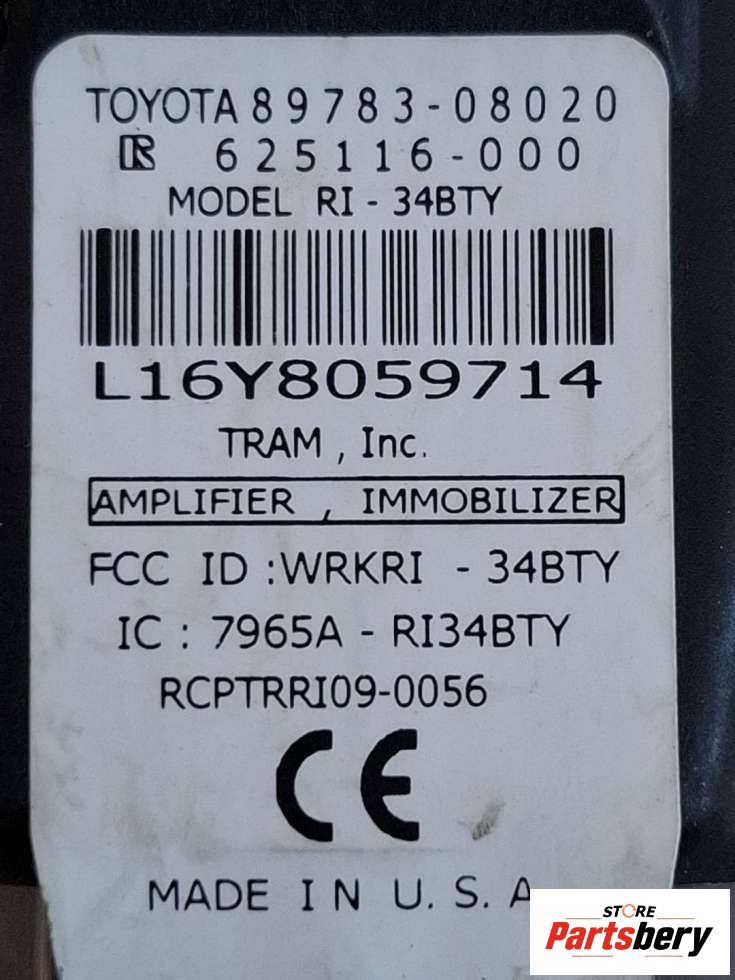 TOYOTA 89783-08020
R 625116-000
MODEL RI - 34BTY
L16Y8059714
TRAM , Inc.
AMPLIFIER , IMMOBILIZER
FCC ID :WRKRI - 34BTY
IC : 7965A - RI34BTY
RCPTRRI09-0056
CE
MADE IN U. S. A
STORE
Partsbery